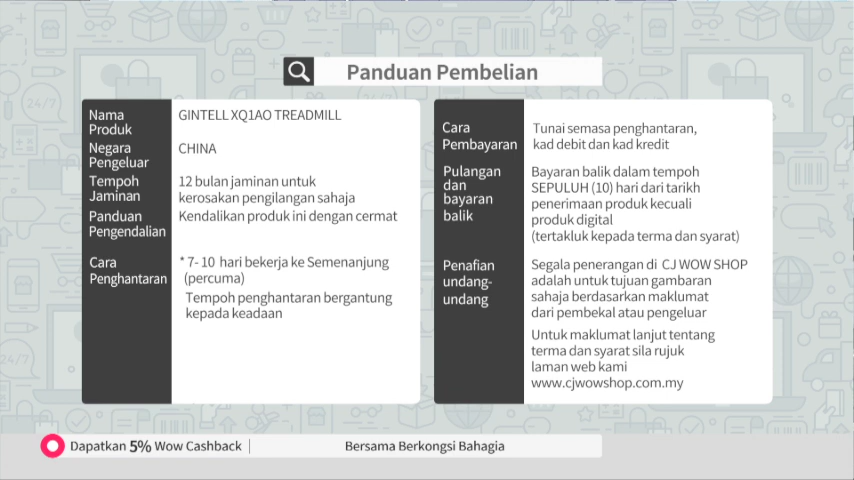 Panduan Pembelian
Nama
Produk
GINTELL XQ1AO TREADMILL
Negara
Pengeluar
CHINA
Tempoh
Jaminan
12 bulan jaminan untuk
kerosakan pengilangan sahaja
Panduan
Pengendalian
Kendalikan produk ini dengan cermat
Cara
Penghantaran
* 7- 10 hari bekerja ke Semenanjung
(percuma)
Tempoh penghantaran bergantung
kepada keadaan
Cara
Pembayaran
Tunai semasa penghantaran,
kad debit dan kad kredit
Pulangan
dan
bayaran
balik
Bayaran balik dalam tempoh
SEPULUH (10) hari dari tarikh
penerimaan produk kecuali
produk digital
(tertakluk kepada terma dan syarat)
Penafian
undang-
undang
Segala penerangan di CJ WOW SHOP
adalah untuk tujuan gambaran
sahaja berdasarkan maklumat
dari pembekal atau pengeluar
Untuk maklumat lanjut tentang
terma dan syarat sila rujuk
laman web kami
www.cjwowshop.com.my
Dapatkan 5% Wow Cashback
Bersama Berkongsi Bahagia
24/7
24/7